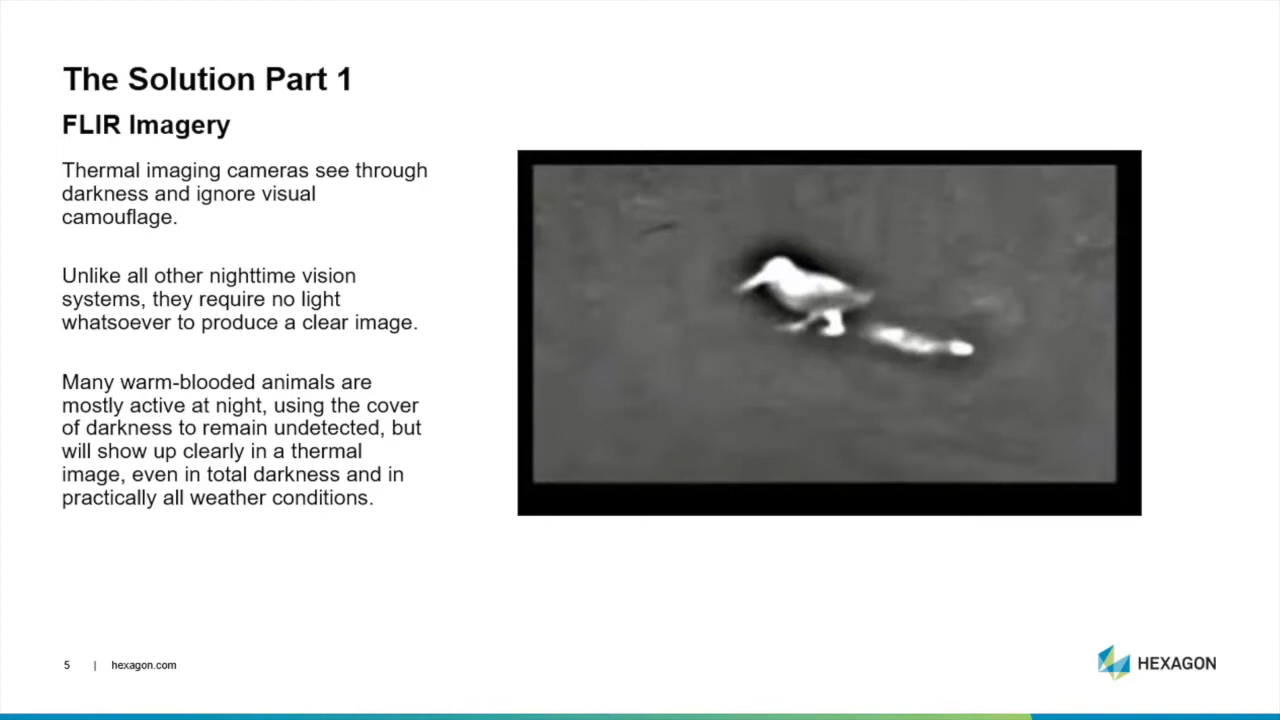 The Solution Part 1
FLIR Imagery
Thermal imaging cameras see through
darkness and ignore visual
camouflage.
Unlike all other nighttime vision
systems, they require no light
whatsoever to produce a clear image.
Many warm-blooded animals are
mostly active at night, using the cover
of darkness to remain undetected, but
will show up clearly in a thermal
image, even in total darkness and in
practically all weather conditions.
5 | hexagon.com
HEXAGON